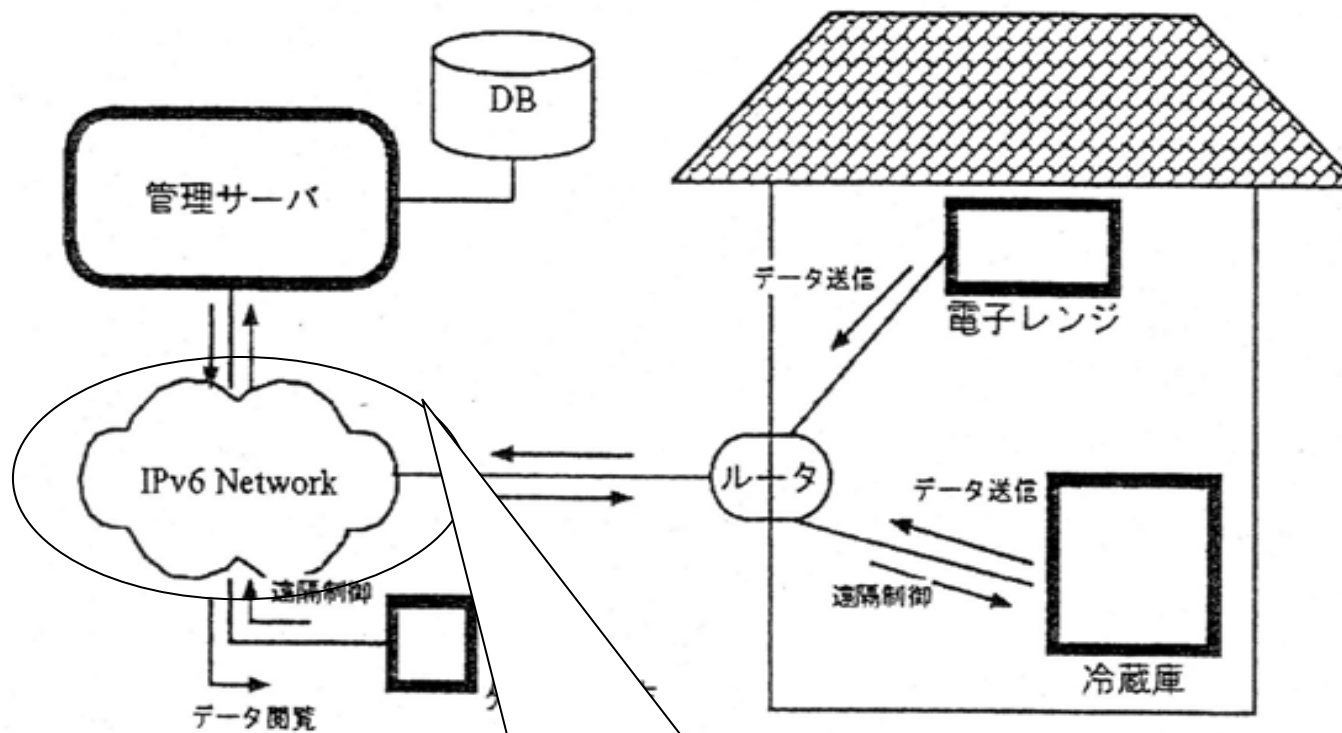 DB
管理サーバ
データ送信
電子レンジ
IPv6 Network
ルータ
データ送信
遠隔制御
冷蔵庫
遠隔制御
データ閲覧